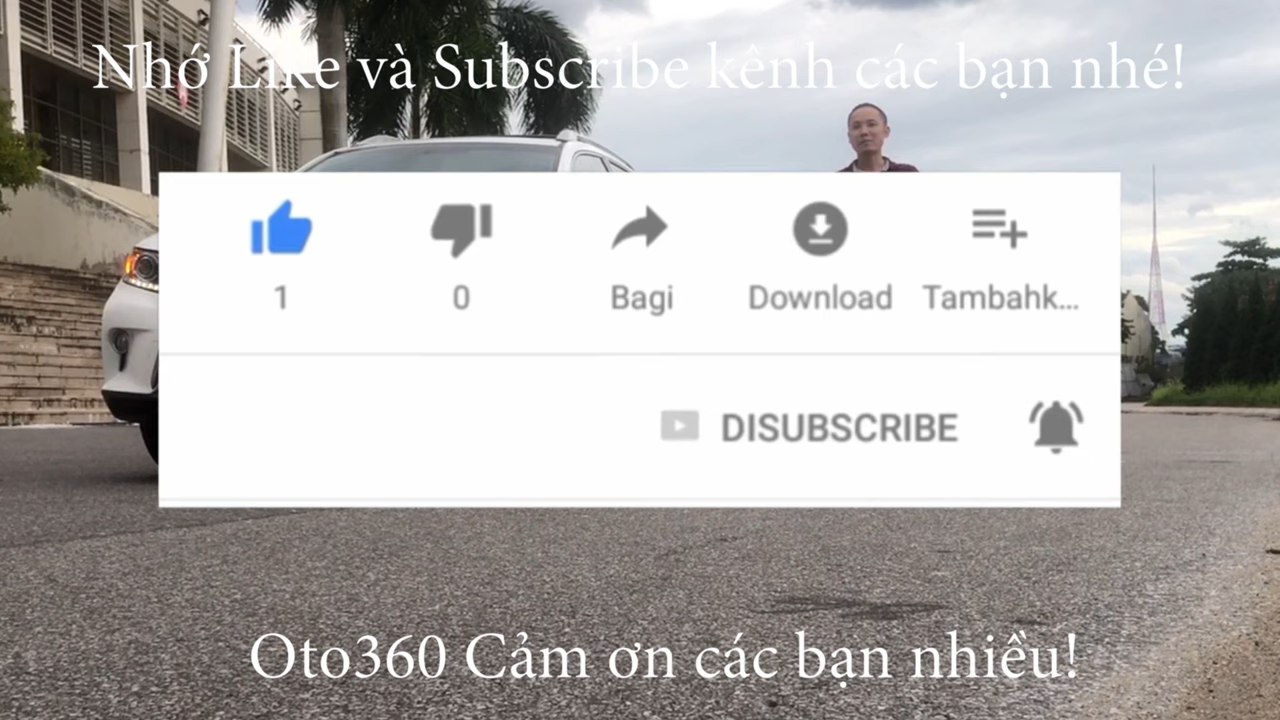 Nhớ Like và Subscribe kênh các bạn nhé!
1 0 Bagi Download Tambahk...
DISUBSCRIBE
Oto360 Cảm ơn các bạn nhiều!